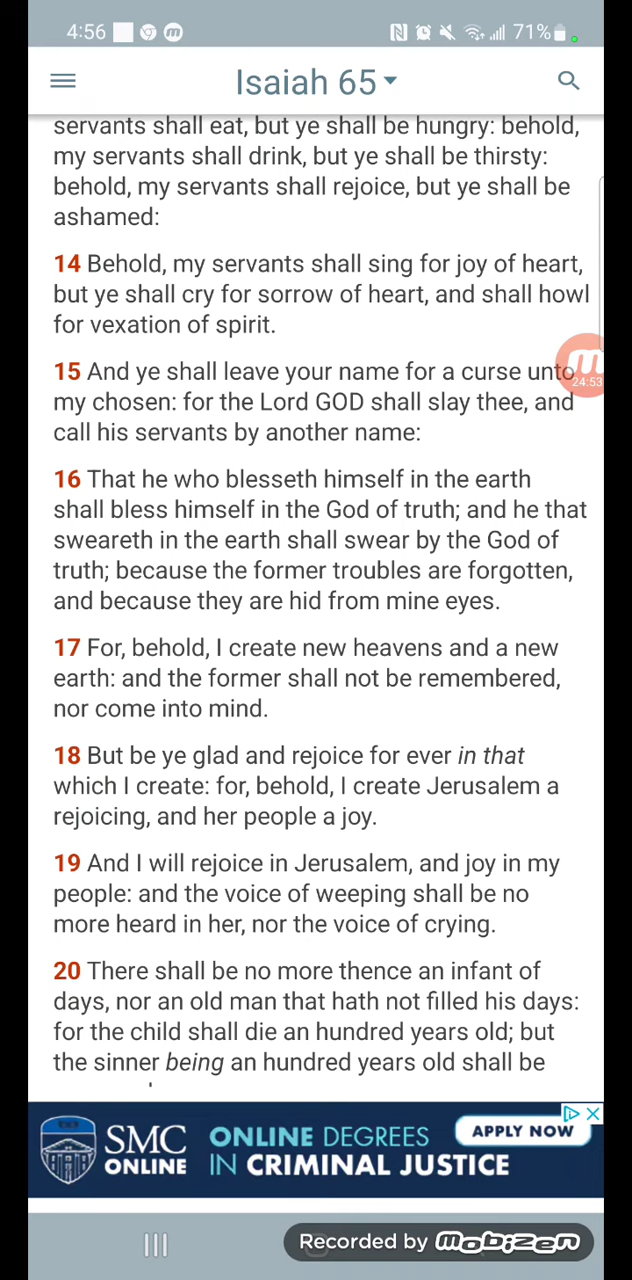 4:56
71%
Isaiah 65
servants shall eat, but ye shall be hungry: behold,
my servants shall drink, but ye shall be thirsty:
behold, my servants shall rejoice, but ye shall be
ashamed:
14 Behold, my servants shall sing for joy of heart,
but ye shall cry for sorrow of heart, and shall howl
for vexation of spirit.
15 And ye shall leave your name for a curse unto
my chosen: for the Lord GOD shall slay thee, and
call his servants by another name:
24:53
16 That he who blesseth himself in the earth
shall bless himself in the God of truth; and he that
sweareth in the earth shall swear by the God of
truth; because the former troubles are forgotten,
and because they are hid from mine eyes.
17 For, behold, I create new heavens and a new
earth: and the former shall not be remembered,
nor come into mind.
18 But be ye glad and rejoice for ever in that
which I create: for, behold, I create Jerusalem a
rejoicing, and her people a joy.
19 And I will rejoice in Jerusalem, and joy in my
people: and the voice of weeping shall be no
more heard in her, nor the voice of crying.
20 There shall be no more thence an infant of
days, nor an old man that hath not filled his days:
for the child shall die an hundred years old; but
the sinner being an hundred years old shall be
SMC
ONLINE
ONLINE DEGREES
IN CRIMINAL JUSTICE
APPLY NOW
Recorded by mobizen